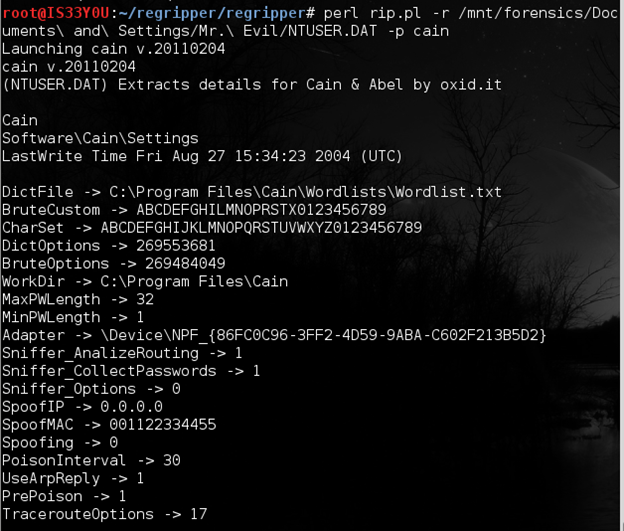 root@IS33Y0U:~/regripper/regripper# perl rip.pl -r /mnt/forensics/Doc
uments\ and\ Settings/Mr.\ Evil/NTUSER.DAT -p cain
Launching cain v.20110204
cain v.20110204
(NTUSER.DAT) Extracts details for Cain & Abel by oxid.it

Cain
Software\Cain\Settings
LastWrite Time Fri Aug 27 15:34:23 2004 (UTC)

DictFile -> C:\Program Files\Cain\Wordlists\Wordlist.txt
BruteCustom -> ABCDEFGHILMNOPRSTX0123456789
CharSet -> ABCDEFGHIJKLMNOPQRSTUVWXYZ0123456789
DictOptions -> 269553681
BruteOptions -> 269484049
WorkDir -> C:\Program Files\Cain
MaxPWLength -> 32
MinPWLength -> 1
Adapter -> \Device\NPF_{86FC0C96-3FF2-4D59-9ABA-C602F213B5D2}
Sniffer_AnalizeRouting -> 1
Sniffer_CollectPasswords -> 1
Sniffer_Options -> 0
SpoofIP -> 0.0.0.0
SpoofMAC -> 001122334455
Spoofing -> 0
PoisonInterval -> 30
UseArpReply -> 1
PrePoison -> 1
TracerouteOptions -> 17